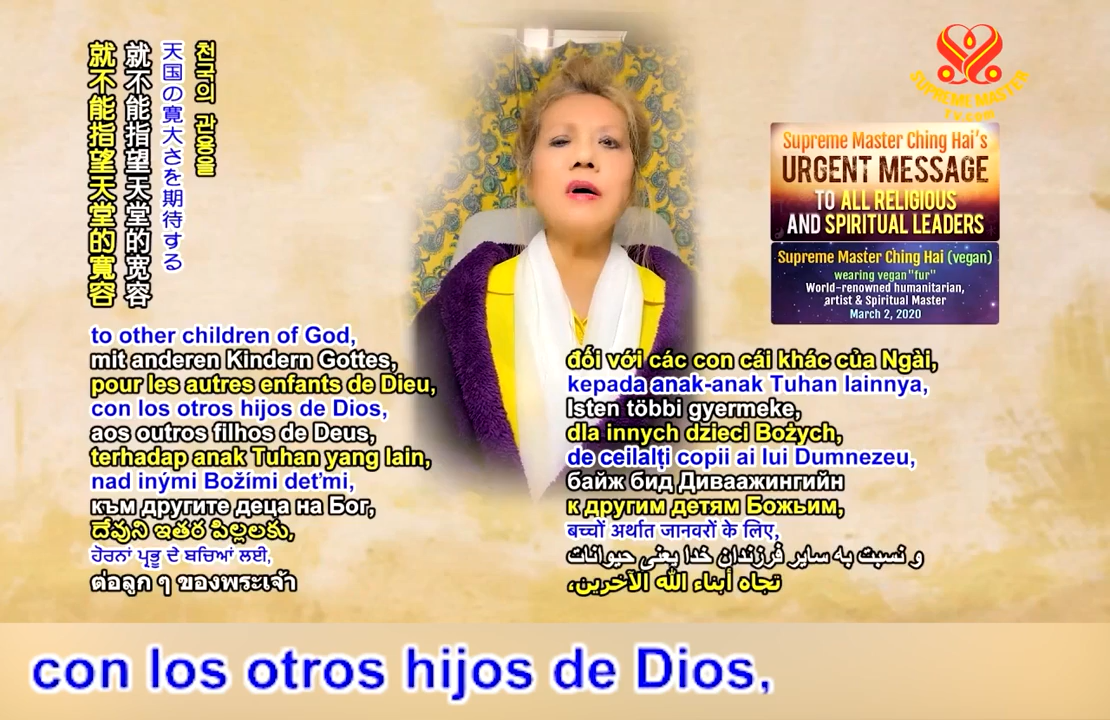 就不能指望天堂的寬容
就不能指望天堂的宽容
天国の寛大さを期待する
천국의 관용을
SUPREME MASTER
TV.COM
Supreme Master Ching Hai's
URGENT MESSAGE
TO ALL RELIGIOUS
AND SPIRITUAL LEADERS
Supreme Master Ching Hai (vegan)
wearing vegan "fur"
World-renowned humanitarian,
artist & Spiritual Master
March 2, 2020
to other children of God,
mit anderen Kindern Gottes,
pour les autres enfants de Dieu,
con los otros hijos de Dios,
aos outros filhos de Deus,
terhadap anak Tuhan yang lain,
nad inými Božími deťmi,
към другите деца на Бог,
దేవుని ఇతర పిల్లలకు,
ਹੋਰਨਾਂ ਪ੍ਰਭੂ ਦੇ ਬਚਿਆਂ ਲਈ,
ต่อลูก ๆ ของพระเจ้า
đối với các con cái khác của Ngài,
kepada anak-anak Tuhan lainnya,
Isten többi gyermeke,
dla innych dzieci Bożych,
de ceilalți copii ai lui Dumnezeu,
байж бид Диваажингийн
к другим детям Божьим,
बच्चों अर्थात जानवरों के लिए,
و نسبت به سایر فرزندان خدا یعنی حیوانات
تجاه أبناء الله الآخرين،
con los otros hijos de Dios,